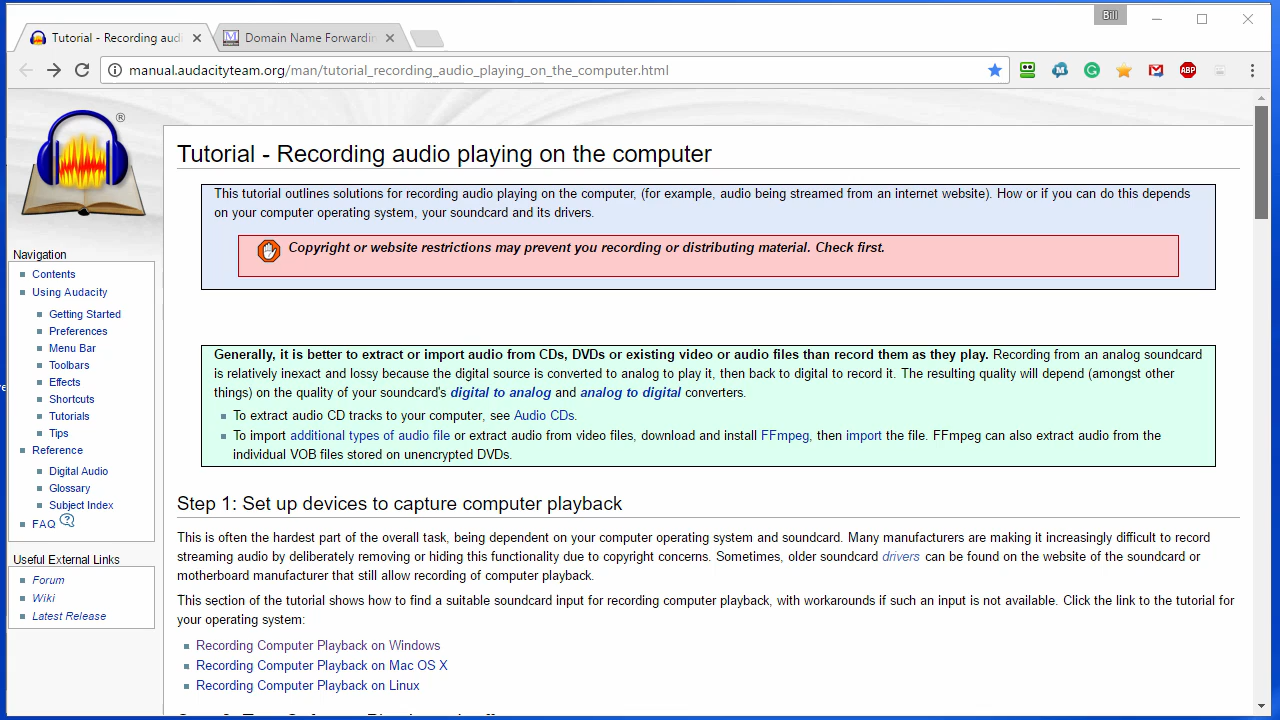 Bill
Tutorial - Recording audi
Domain Name Forwardin
manual.audacityteam.org/man/tutorial_recording_audio_playing_on_the_computer.html
ABP
®
Tutorial - Recording audio playing on the computer
This tutorial outlines solutions for recording audio playing on the computer, (for example, audio being streamed from an internet website). How or if you can do this depends
on your computer operating system, your soundcard and its drivers.
Copyright or website restrictions may prevent you recording or distributing material. Check first.
Navigation
Contents
Using Audacity
Getting Started
Preferences
Menu Bar
Toolbars
Effects
Shortcuts
Tutorials
Tips
Reference
Digital Audio
Glossary
Subject Index
FAQ
Useful External Links
Forum
Wiki
Latest Release
Generally, it is better to extract or import audio from CDs, DVDs or existing video or audio files than record them as they play. Recording from an analog soundcard
is relatively inexact and lossy because the digital source is converted to analog to play it, then back to digital to record it. The resulting quality will depend (amongst other
things) on the quality of your soundcard's digital to analog and analog to digital converters.
To extract audio CD tracks to your computer, see Audio CDs.
To import additional types of audio file or extract audio from video files, download and install FFmpeg, then import the file. FFmpeg can also extract audio from the
individual VOB files stored on unencrypted DVDs.
Step 1: Set up devices to capture computer playback
This is often the hardest part of the overall task, being dependent on your computer operating system and soundcard. Many manufacturers are making it increasingly difficult to record
streaming audio by deliberately removing or hiding this functionality due to copyright concerns. Sometimes, older soundcard drivers can be found on the website of the soundcard or
motherboard manufacturer that still allow recording of computer playback.
This section of the tutorial shows how to find a suitable soundcard input for recording computer playback, with workarounds if such an input is not available. Click the link to the tutorial for
your operating system:
Recording Computer Playback on Windows
Recording Computer Playback on Mac OS X
Recording Computer Playback on Linux